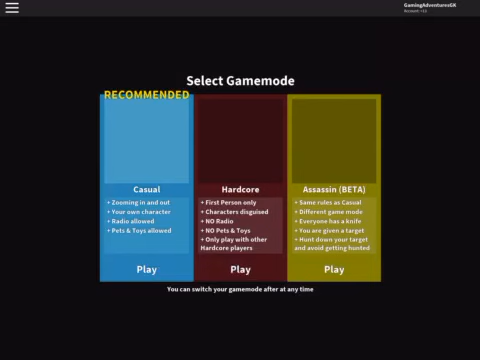 GamingAdventuresGK
Account: +13
Select Gamemode
RECOMMENDED
Casual
+ Zooming in and out
+ Your own character
+ Radio allowed
+ Pets & Toys allowed
Play
Hardcore
+ First Person only
+ Characters disguised
+ NO Radio
+ NO Pets & Toys
+ Only play with other
Hardcore players
Play
Assassin (BETA)
+ Same rules as Casual
+ Different game mode
+ Everyone has a knife
+ You are given a target
+ Hunt down your target
and avoid getting hunted
Play
You can switch your gamemode after at any time